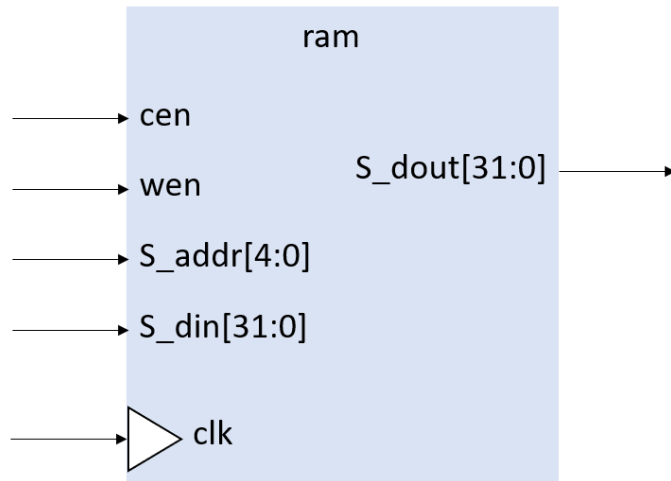 ram
cen
wen
S_dout[31:0]
S_addr[4:0]
S_din[31:0]
clk